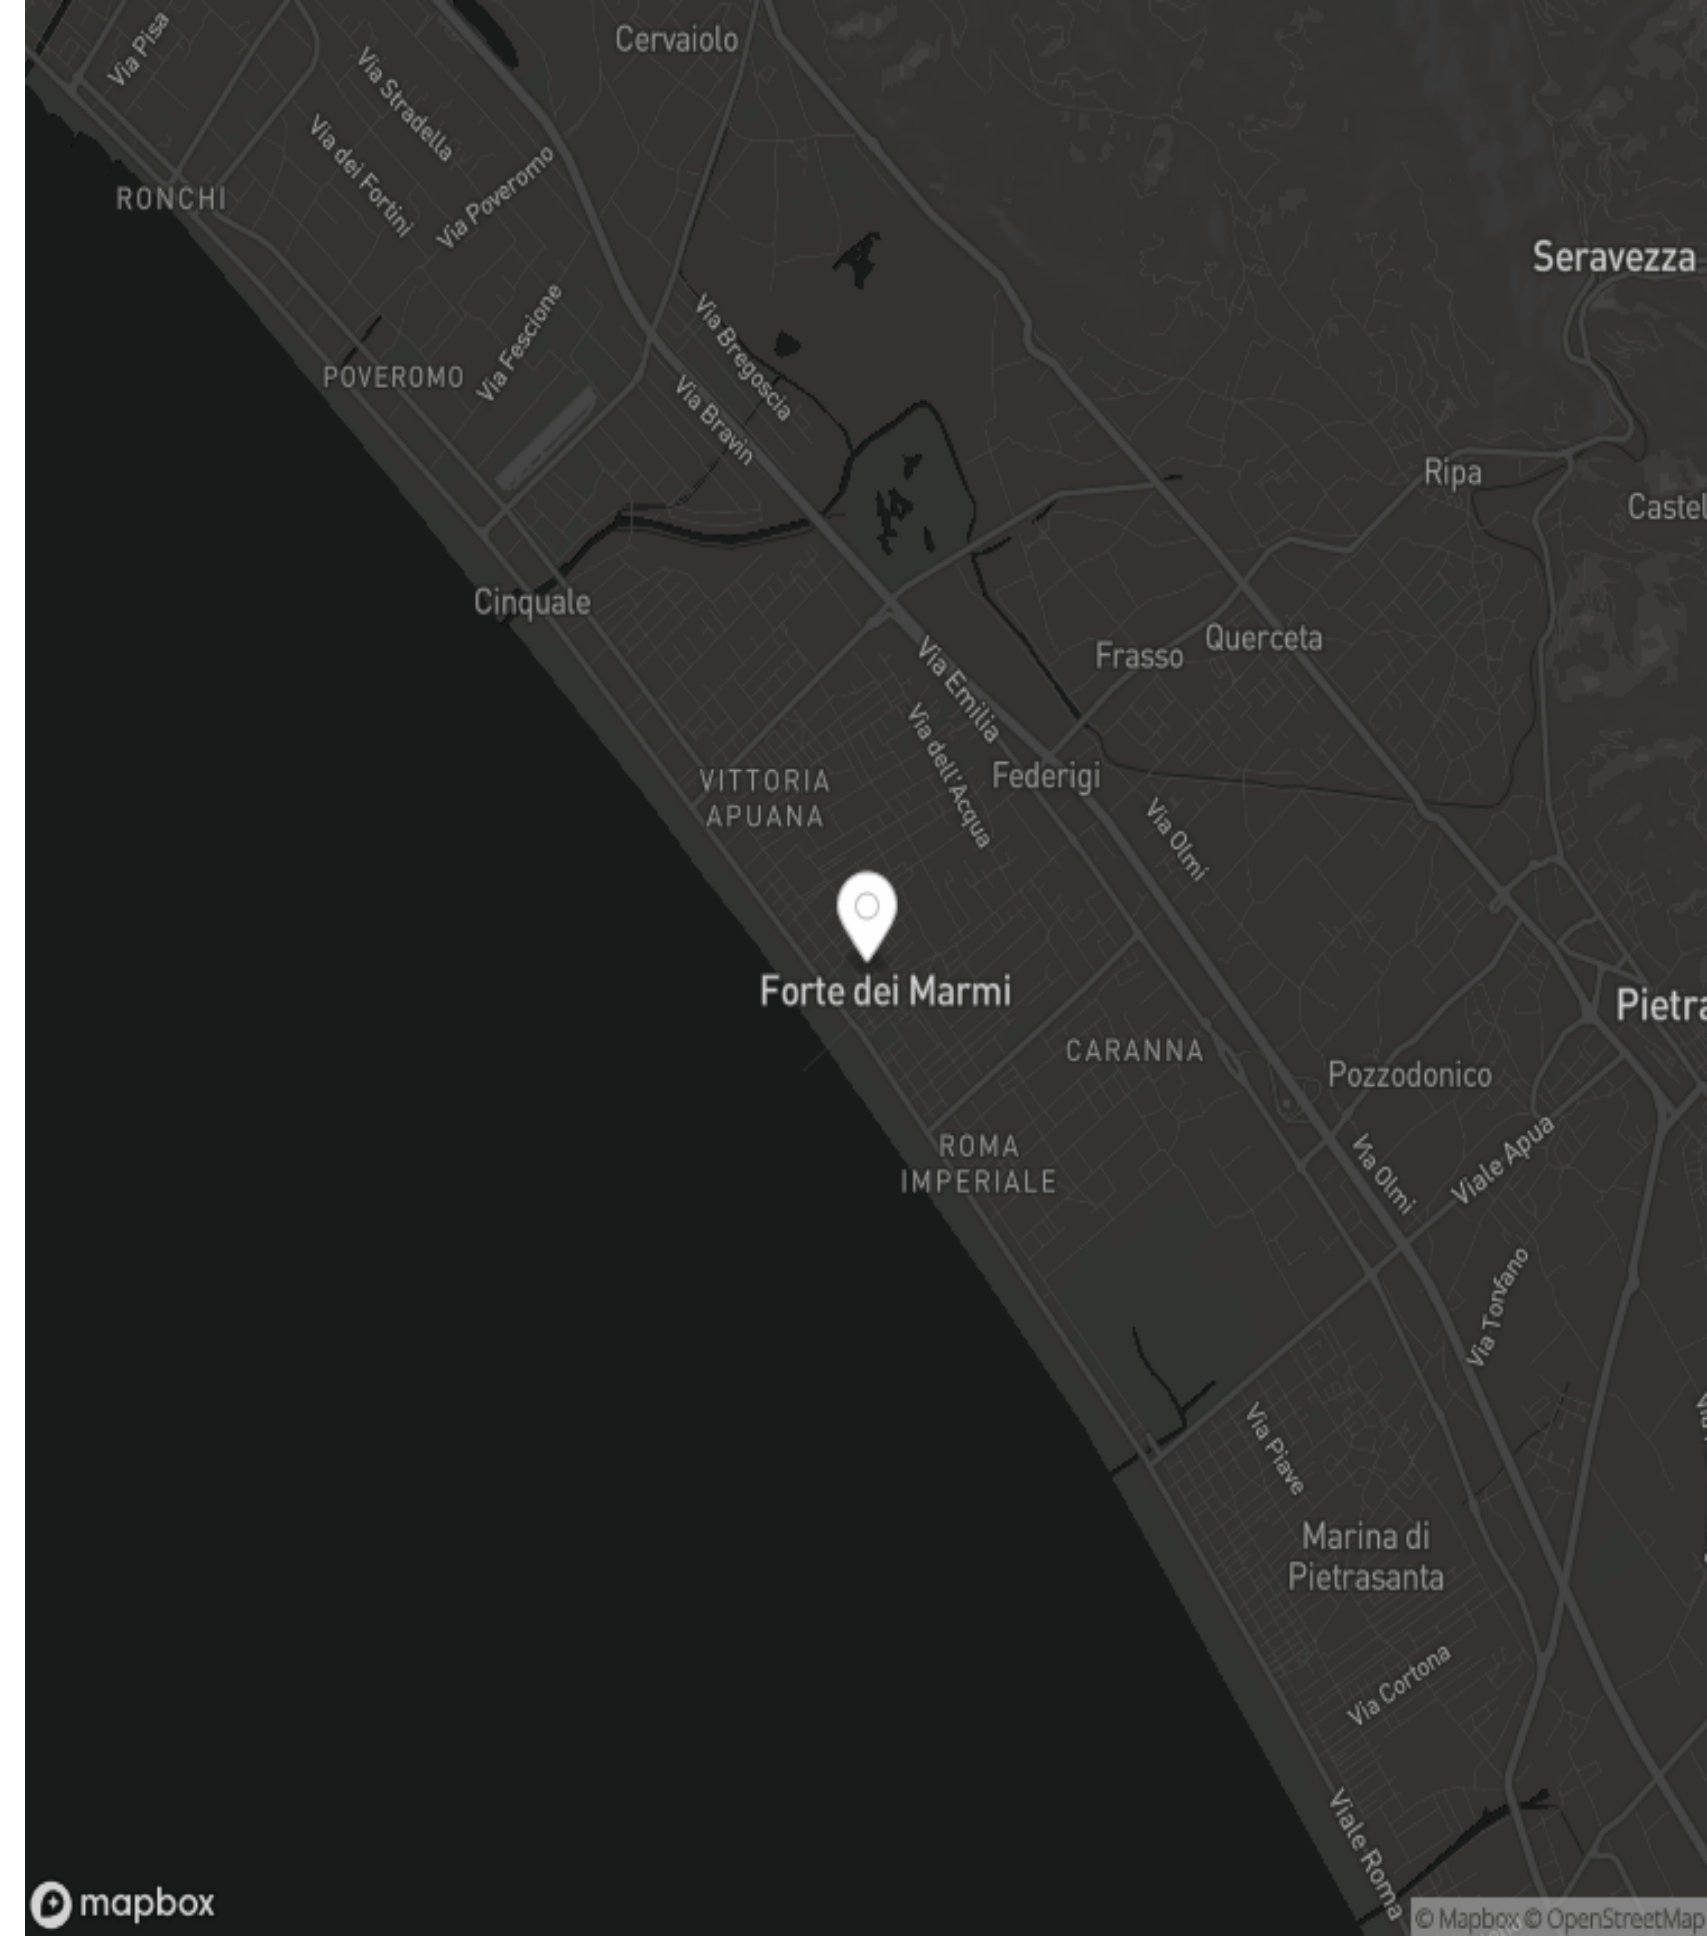 Via Pisa
Cervaiolo
Via Stradella
Via dei Fortini
Via Poveromo
RONCHI
Seravezza
Via Fescione
Via Bregoscia
POVEROMO
Via Bravin
Ripa
Castel
Cinquale
Via Emilia
Frasso
Querceta
Via dell'Acqua
VITTORIA
APUANA
Federigi
Via Olmi
Forte dei Marmi
Pietra
CARANNA
Pozzodonico
ROMA
IMPERIALE
Via Olmi
Viale Apua
Via Tonfano
Via Piave
Marina di
Pietrasanta
Via Cortona
Viale Roma
mapbox
© Mapbox © OpenStreetMap